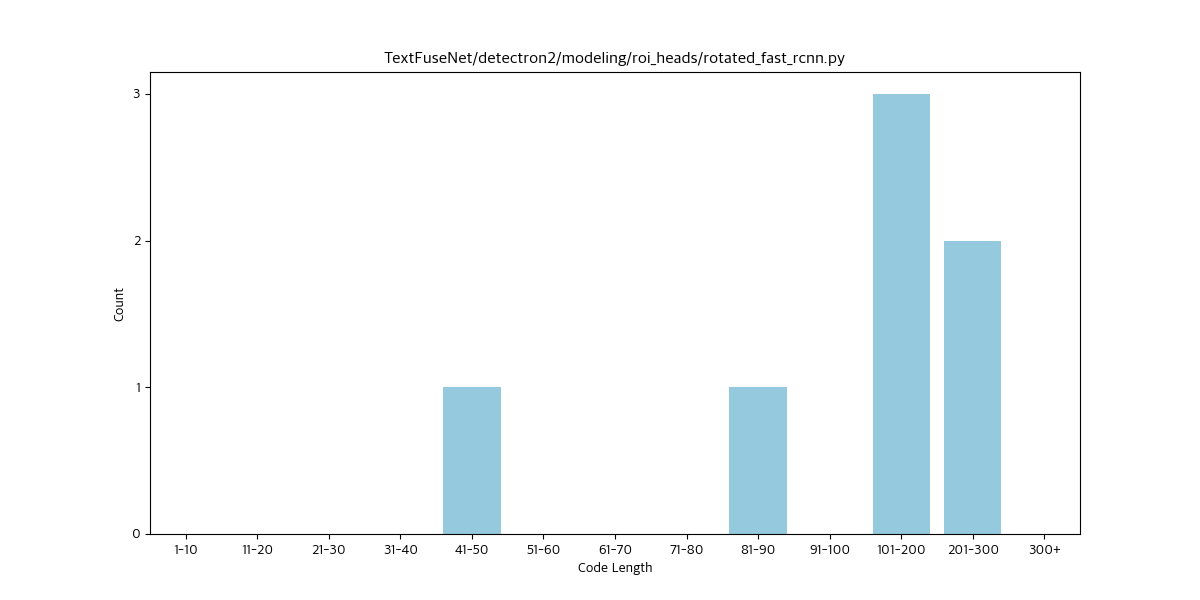 TextFuseNet/detectron2/modeling/roi_heads/rotated_fast_rcnn.py
3
2
1
0
Count
1-10 11-20 21-30 31-40 41-50 51-60 61-70 71-80 81-90 91-100 101-200 201-300 300+
Code Length